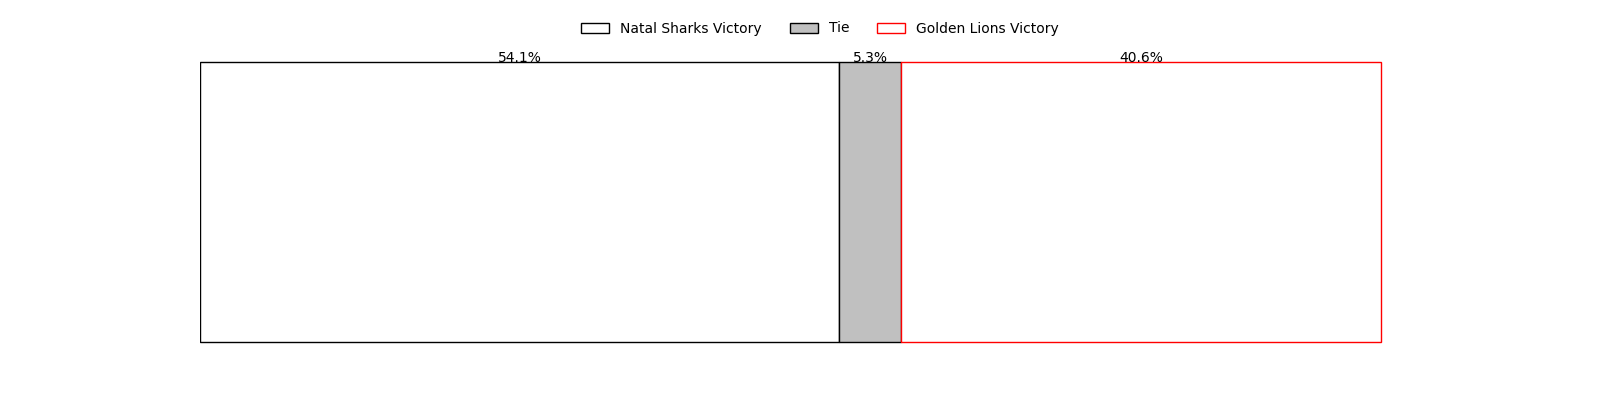 Natal Sharks Victory Tie Golden Lions Victory
54.1% 5.3% 40.6%